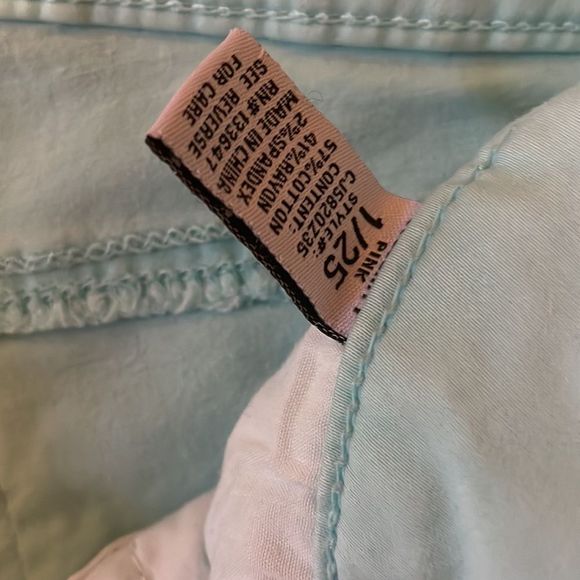 PINK
1/25
STYLE#:
CJ5820Z35
CONTENT:
57%COTTON
41%RAYON
2%SPANDEX
MADE IN CHINA
RN# 133647
SEE REVERSE
FOR CARE